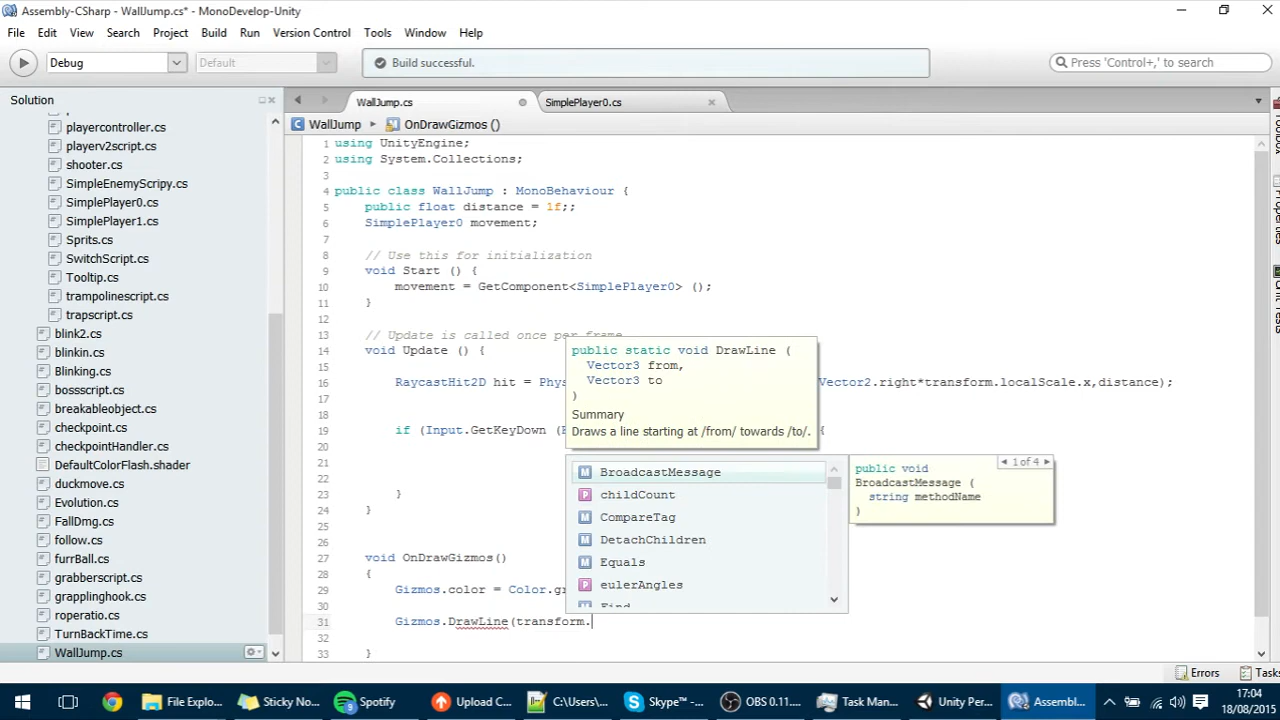 Assembly-CSharp - WallJump.cs* - MonoDevelop-Unity
File Edit View Search Project Build Run Version Control Tools Window Help
Debug
Default
Build successful.
Press 'Control+,' to search
Solution
WallJump.cs
SimplePlayer0.cs
WallJump
OnDrawGizmos ()
playercontroller.cs
playerv2script.cs
shooter.cs
SimpleEnemyScripy.cs
SimplePlayer0.cs
SimplePlayer1.cs
Sprits.cs
SwitchScript.cs
Tooltip.cs
trampolinescript.cs
trapscript.cs
blink2.cs
blinkin.cs
Blinking.cs
bossscript.cs
breakableobject.cs
checkpoint.cs
checkpointHandler.cs
DefaultColorFlash.shader
duckmove.cs
Evolution.cs
FallDmg.cs
follow.cs
furrBall.cs
grabberscript.cs
grapplinghook.cs
roperatio.cs
TurnBackTime.cs
WallJump.cs
1 using UnityEngine;
2 using System.Collections;
3
4 public class WallJump : MonoBehaviour {
5 public float distance = 1f;;
6 SimplePlayer0 movement;
7
8 // Use this for initialization
9 void Start () {
10 movement = GetComponent<SimplePlayer0> ();
11 }
12
13 // Update is called once per frame
14 void Update () {
15
16 RaycastHit2D hit = Phys Vector2.right*transform.localScale.x,distance);
17
18
19 if (Input.GetKeyDown ( {
20
21
22
23 }
24 }
25
26
27 void OnDrawGizmos()
28 {
29 Gizmos.color = Color.gr
30
31 Gizmos.DrawLine(transform.
32
33 }
public static void DrawLine (
Vector3 from,
Vector3 to
)
Summary
Draws a line starting at /from/ towards /to/.
BroadcastMessage
childCount
CompareTag
DetachChildren
Equals
eulerAngles
Find
1 of 4
public void
BroadcastMessage (
string methodName
)
Errors
Tasks
File Explo...
Sticky No...
Spotify
Upload C...
C:\Users\...
Skype™ -...
OBS 0.11....
Task Man...
Unity Per...
Assembl...
17:04
18/08/2015